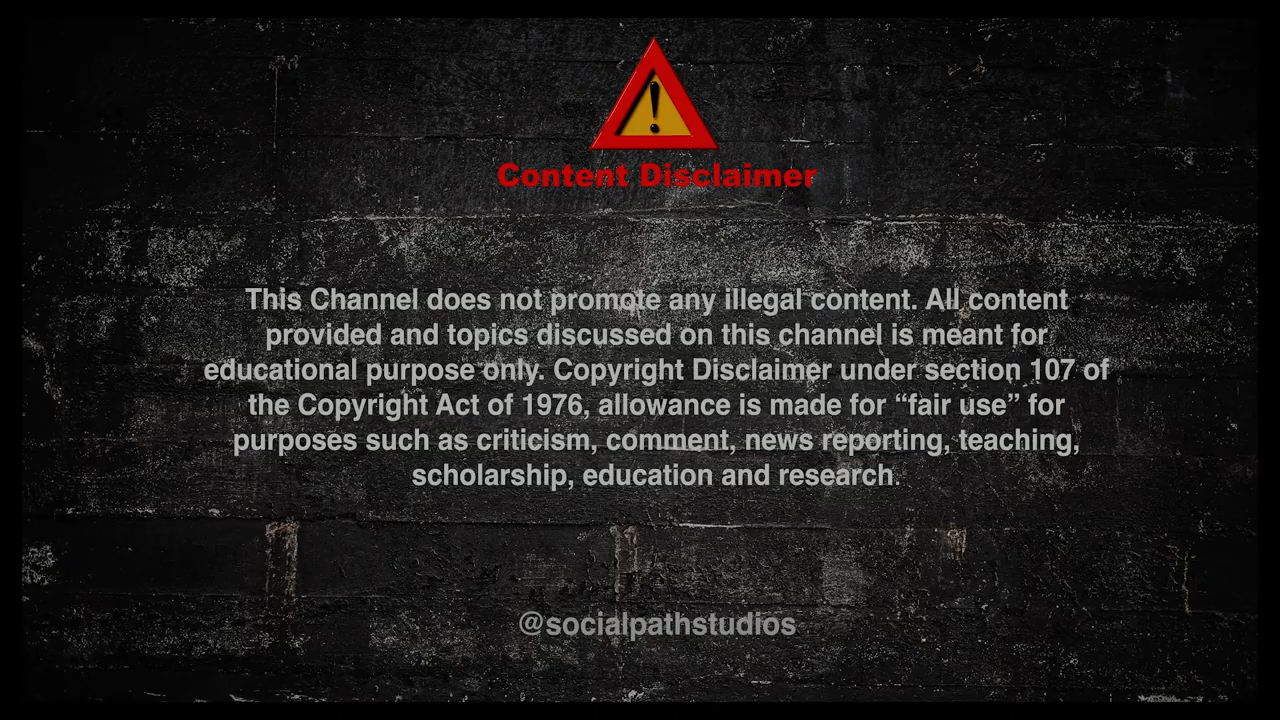 Content Disclaimer
This Channel does not promote any illegal content. All content
provided and topics discussed on this channel is meant for
educational purpose only. Copyright Disclaimer under section 107 of
the Copyright Act of 1976, allowance is made for “fair use” for
purposes such as criticism, comment, news reporting, teaching,
scholarship, education and research.
@socialpathstudios